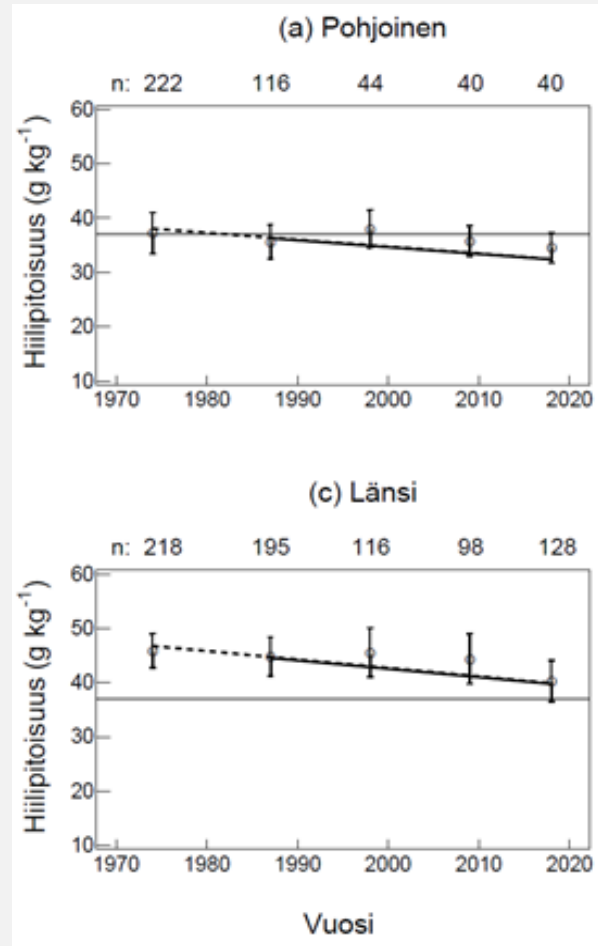 (a) Pohjoinen
n: 222 116 44 40 40
Hiilipitoisuus (g kg⁻¹)
60
50
40
30
20
10
1970 1980 1990 2000 2010 2020
(c) Länsi
n: 218 195 116 98 128
Hiilipitoisuus (g kg⁻¹)
60
50
40
30
20
10
1970 1980 1990 2000 2010 2020
Vuosi